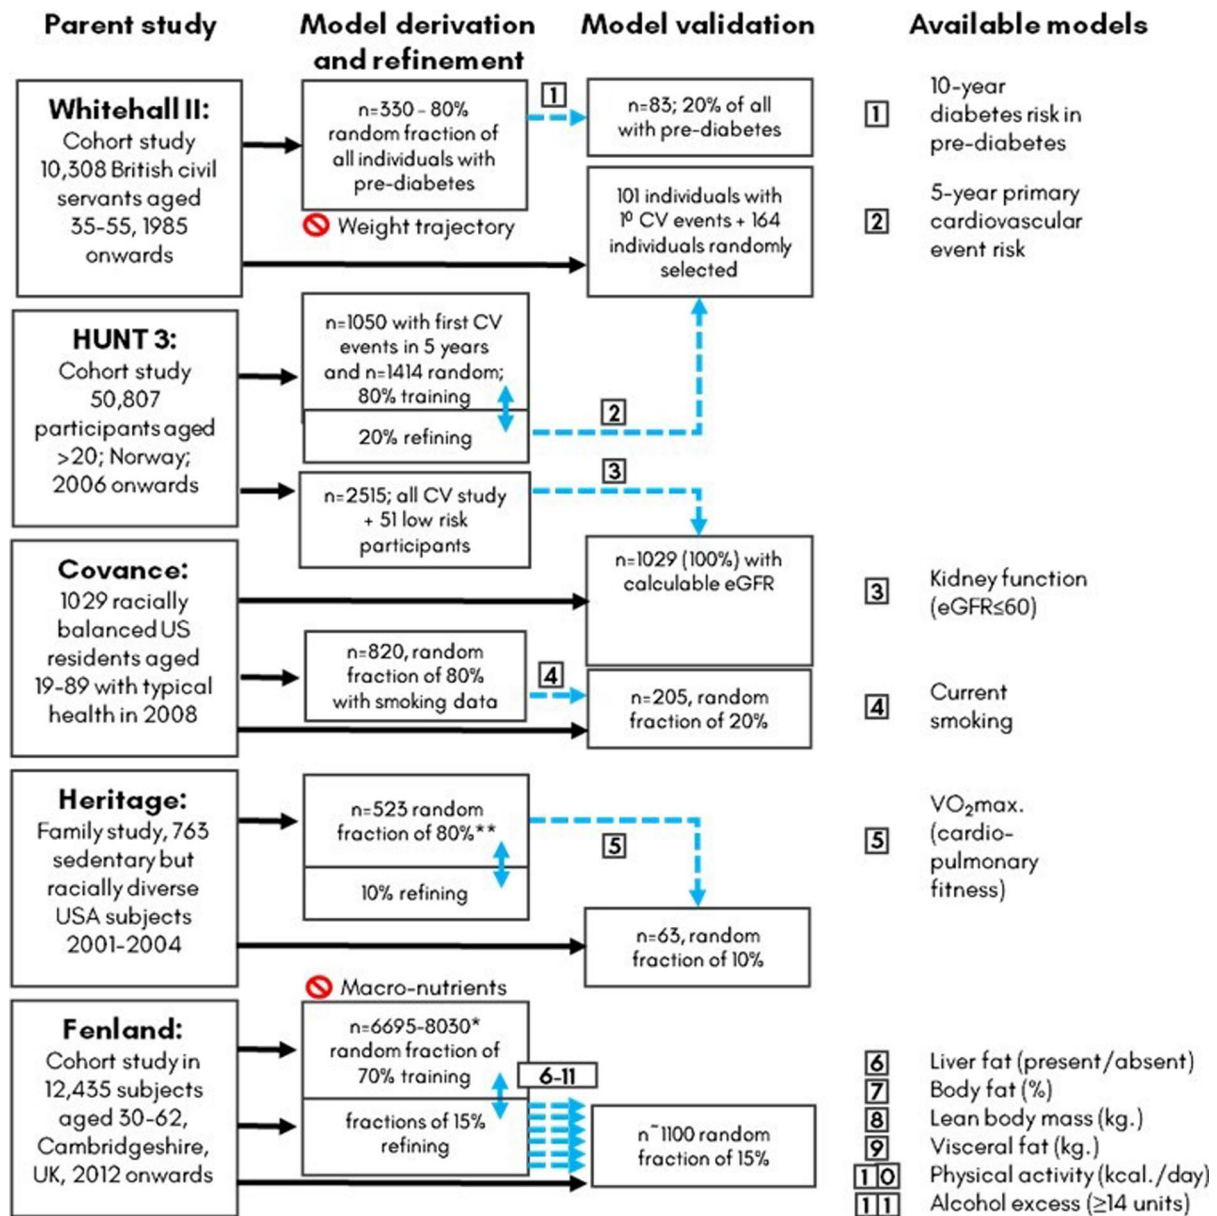 Parent study
Model derivation
and refinement
Model validation
Available models
Whitehall II:
Cohort study
10,308 British civil
servants aged
35-55, 1985
onwards
n=330 - 80%
random fraction of
all individuals with
pre-diabetes
🚫 Weight trajectory
1
n=83; 20% of all
with pre-diabetes
101 individuals with
1⁰ CV events + 164
individuals randomly
selected
1
10-year
diabetes risk in
pre-diabetes
2
5-year primary
cardiovascular
event risk
HUNT 3:
Cohort study
50,807
participants aged
>20; Norway;
2006 onwards
n=1050 with first CV
events in 5 years
and n=1414 random;
80% training
20% refining
2
n=2515; all CV study
+ 51 low risk
participants
3
Covance:
1029 racially
balanced US
residents aged
19-89 with typical
health in 2008
n=1029 (100%) with
calculable eGFR
n=820, random
fraction of 80%
with smoking data
4
n=205, random
fraction of 20%
3
Kidney function
(eGFR≤60)
4
Current
smoking
Heritage:
Family study, 763
sedentary but
racially diverse
USA subjects
2001-2004
n=523 random
fraction of 80%**
10% refining
5
n=63, random
fraction of 10%
5
VO₂max.
(cardio-
pulmonary
fitness)
🚫 Macro-nutrients
Fenland:
Cohort study in
12,435 subjects
aged 30-62,
Cambridgeshire,
UK, 2012 onwards
n=6695-8030*
random fraction of
70% training
fractions of 15%
refining
6-11
n~1100 random
fraction of 15%
6 Liver fat (present/absent)
7 Body fat (%)
8 Lean body mass (kg.)
9 Visceral fat (kg.)
10 Physical activity (kcal./day)
11 Alcohol excess (≥14 units)